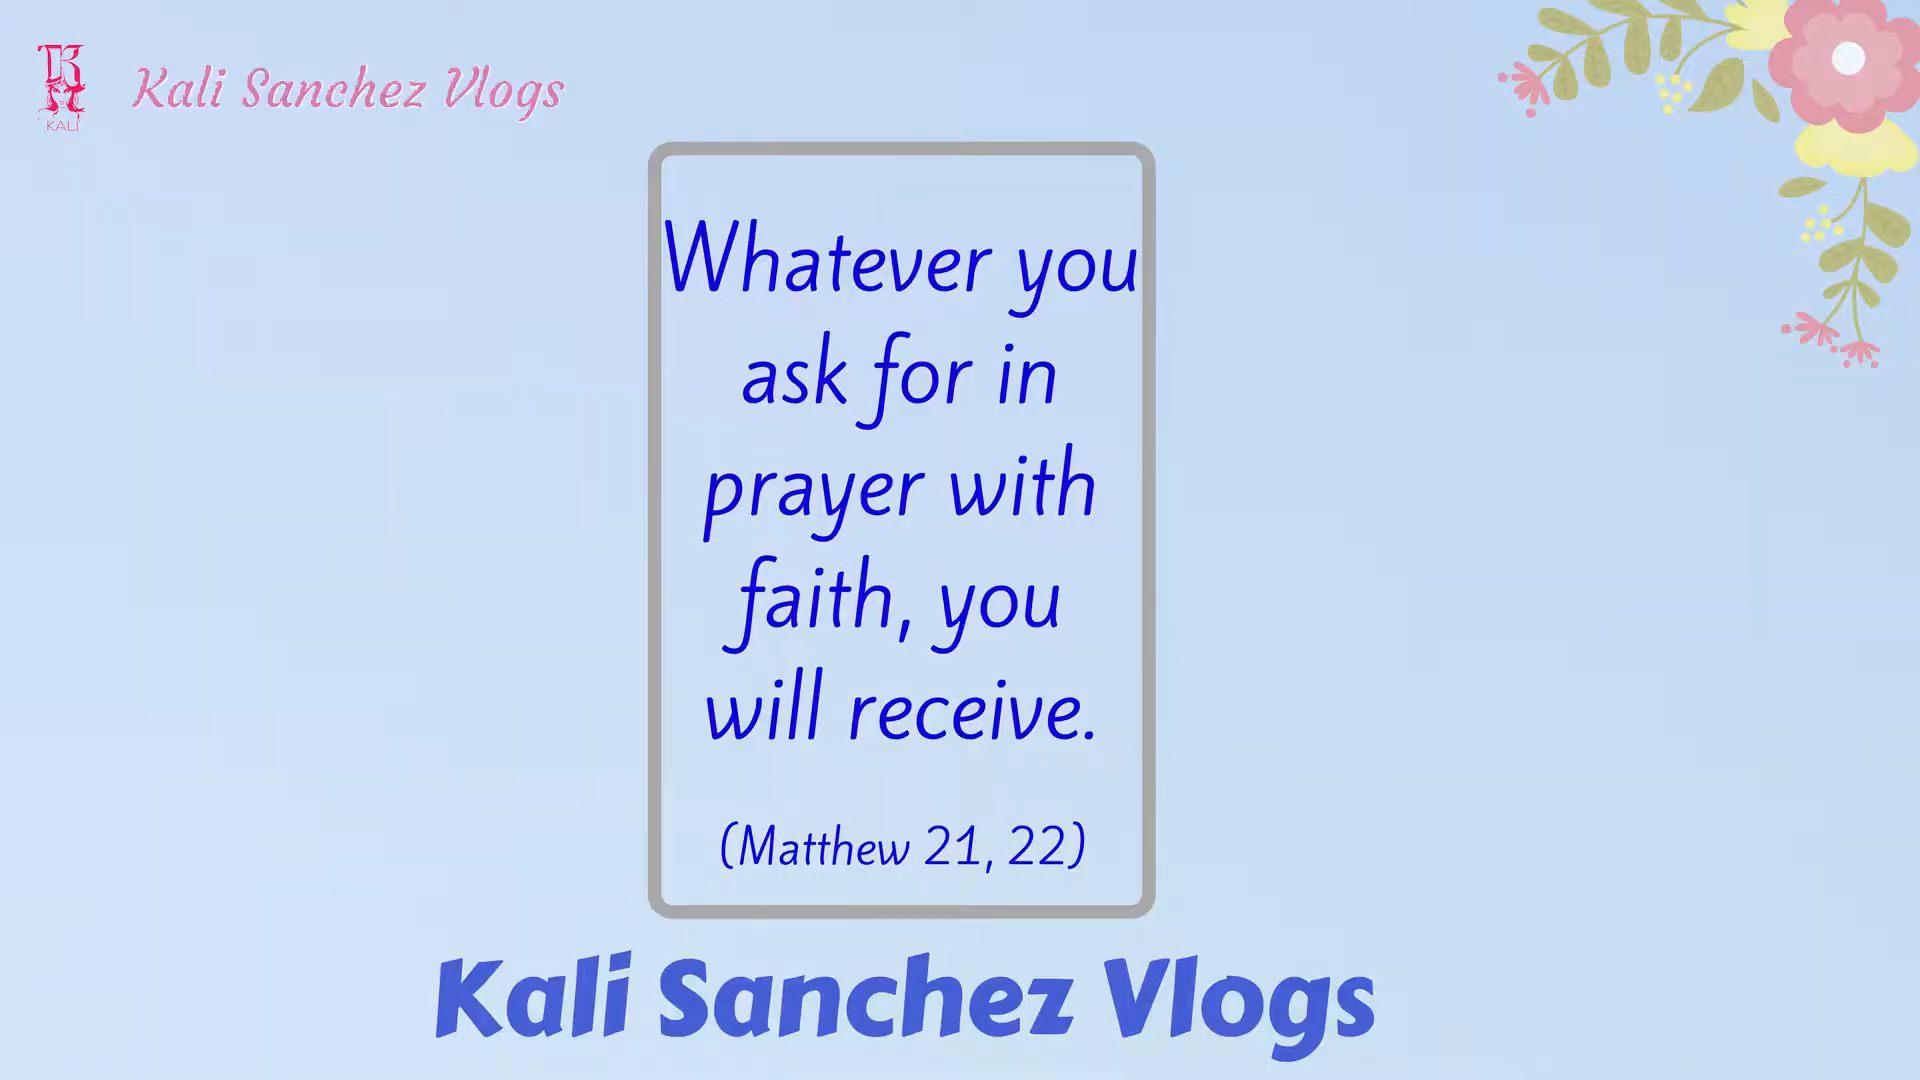 K
KALI
Kali Sanchez Vlogs
Whatever you
ask for in
prayer with
faith, you
will receive.
(Matthew 21, 22)
Kali Sanchez Vlogs